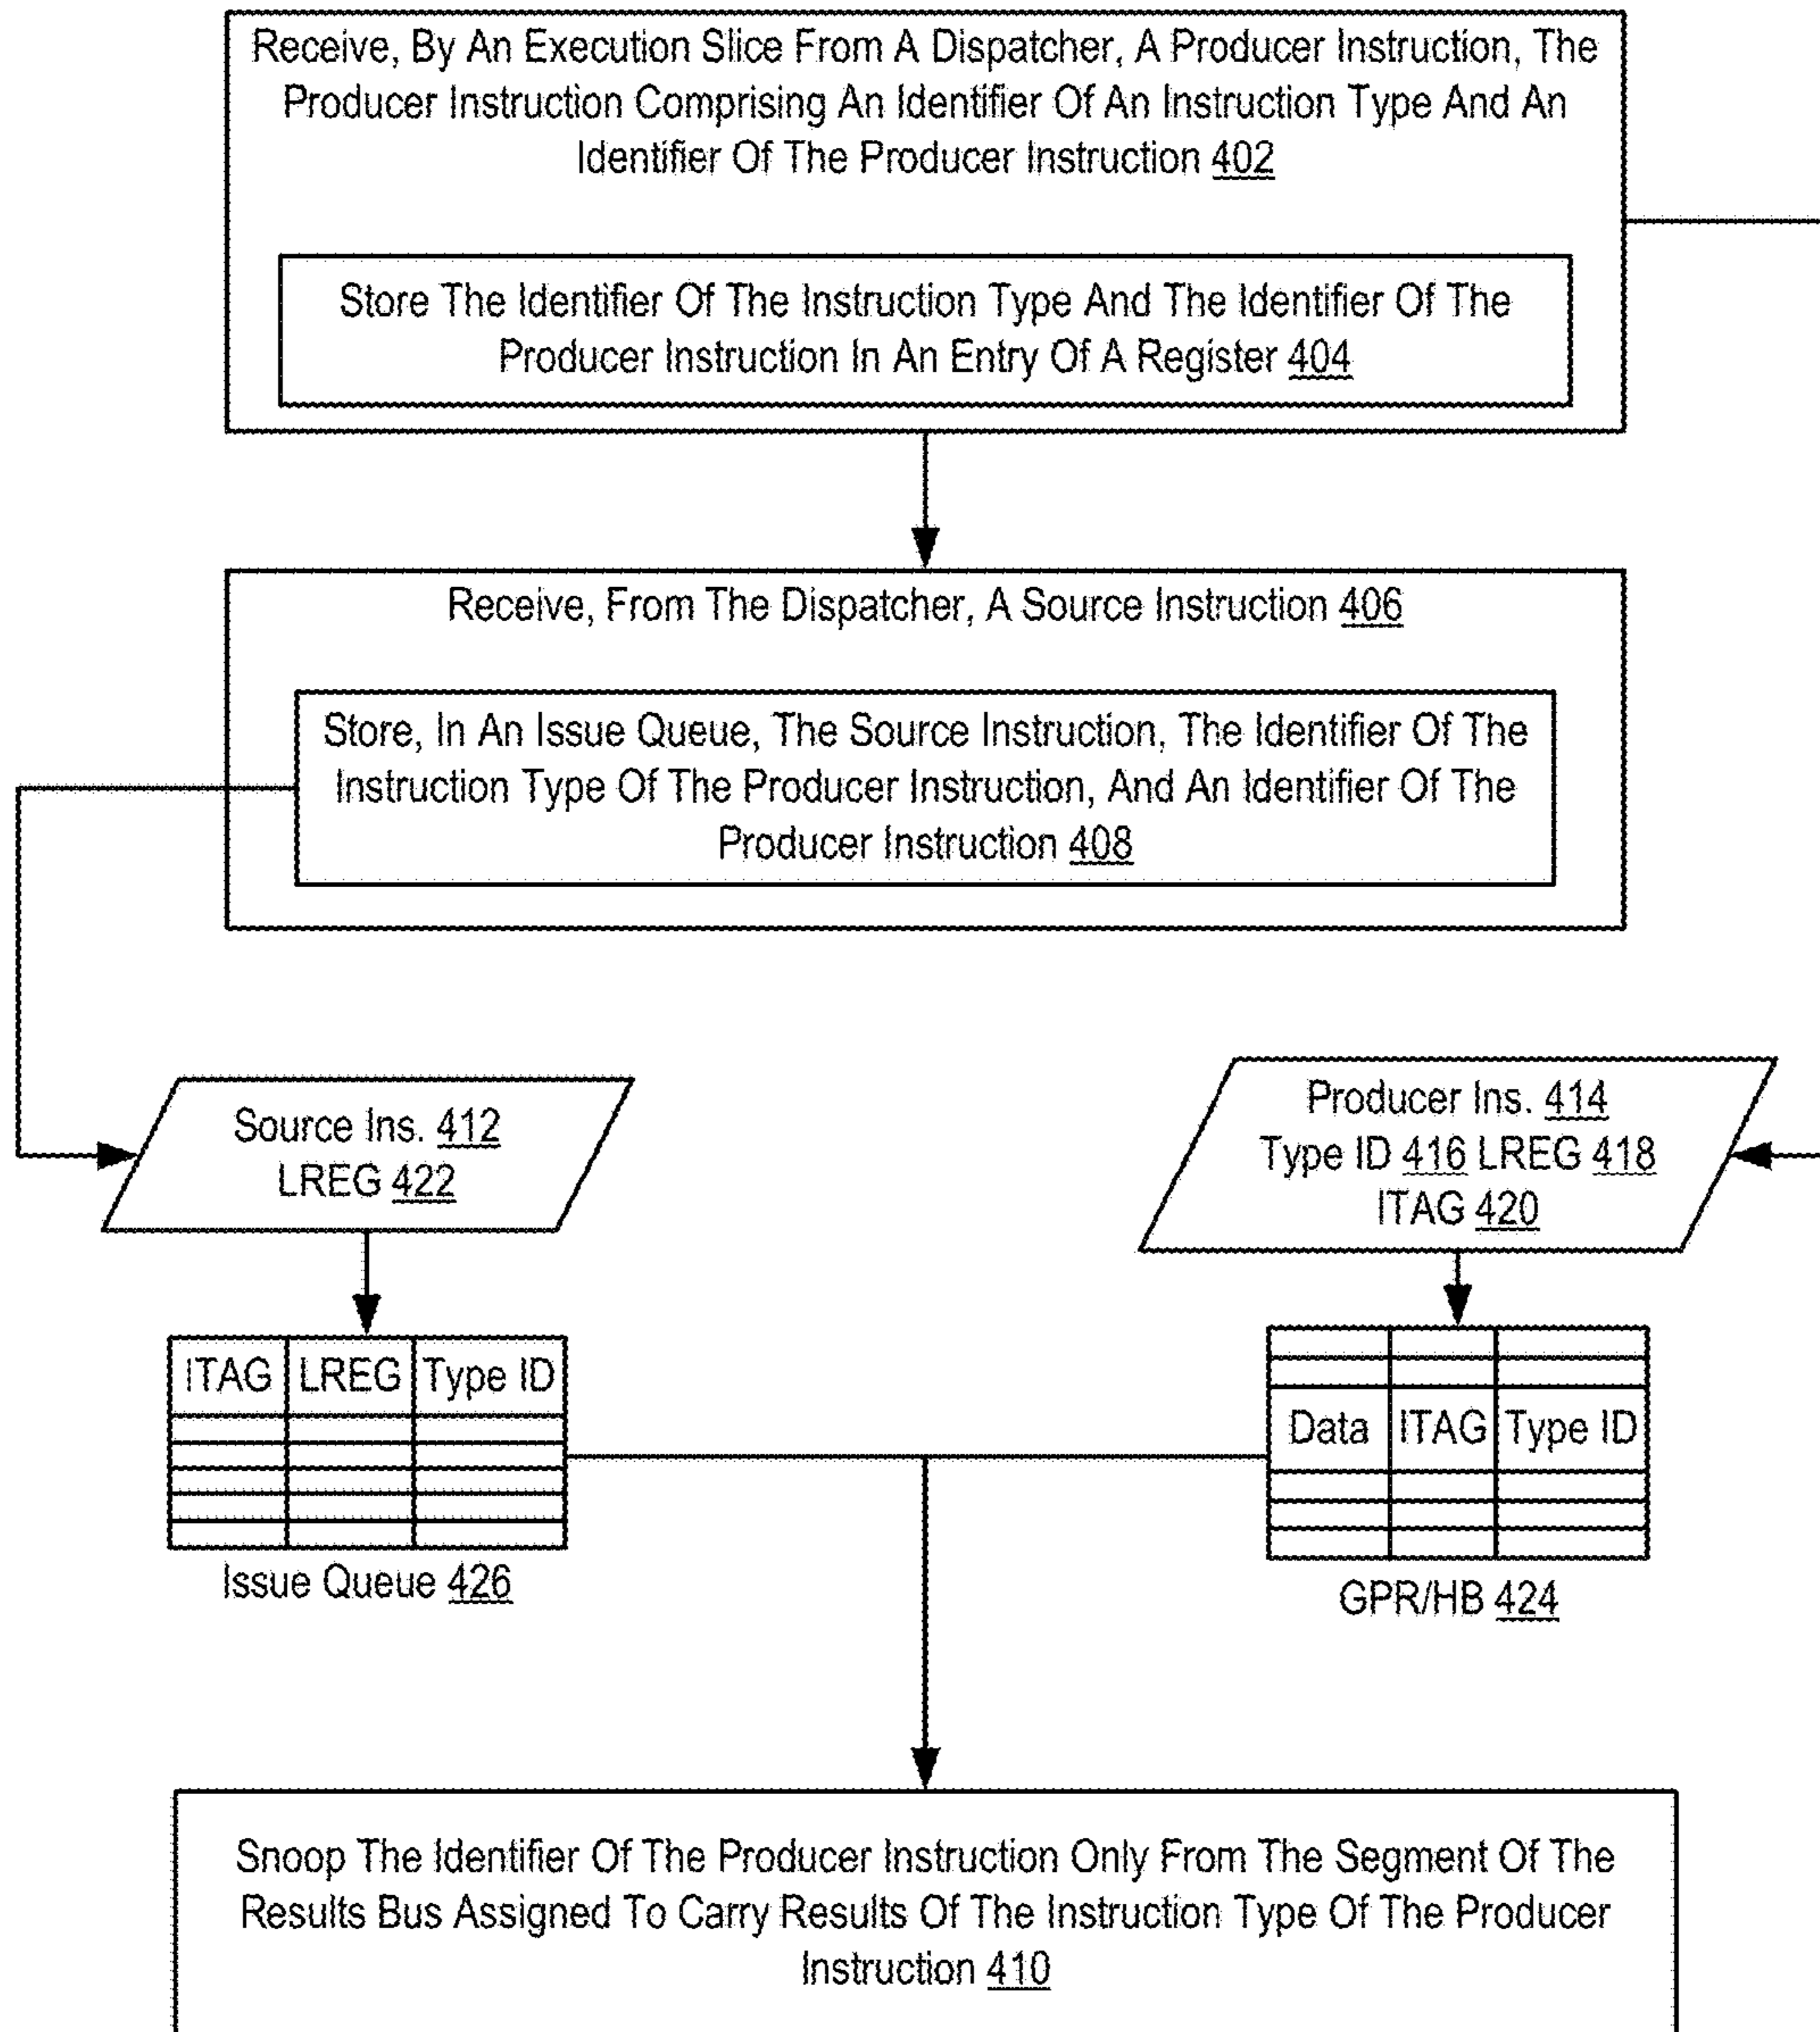 Receive, By An Execution Slice From A Dispatcher, A Producer Instruction, The
Producer Instruction Comprising An Identifier Of An Instruction Type And An
Identifier Of The Producer Instruction 402
Store The Identifier Of The Instruction Type And The Identifier Of The
Producer Instruction In An Entry Of A Register 404
Receive, From The Dispatcher, A Source Instruction 406
Store, In An Issue Queue, The Source Instruction, The Identifier Of The
Instruction Type Of The Producer Instruction, And An Identifier Of The
Producer Instruction 408
Source Ins. 412
LREG 422
Producer Ins. 414
Type ID 416 LREG 418
ITAG 420
ITAG LREG Type ID
Issue Queue 426
Data ITAG Type ID
GPR/HB 424
Snoop The Identifier Of The Producer Instruction Only From The Segment Of The
Results Bus Assigned To Carry Results Of The Instruction Type Of The Producer
Instruction 410